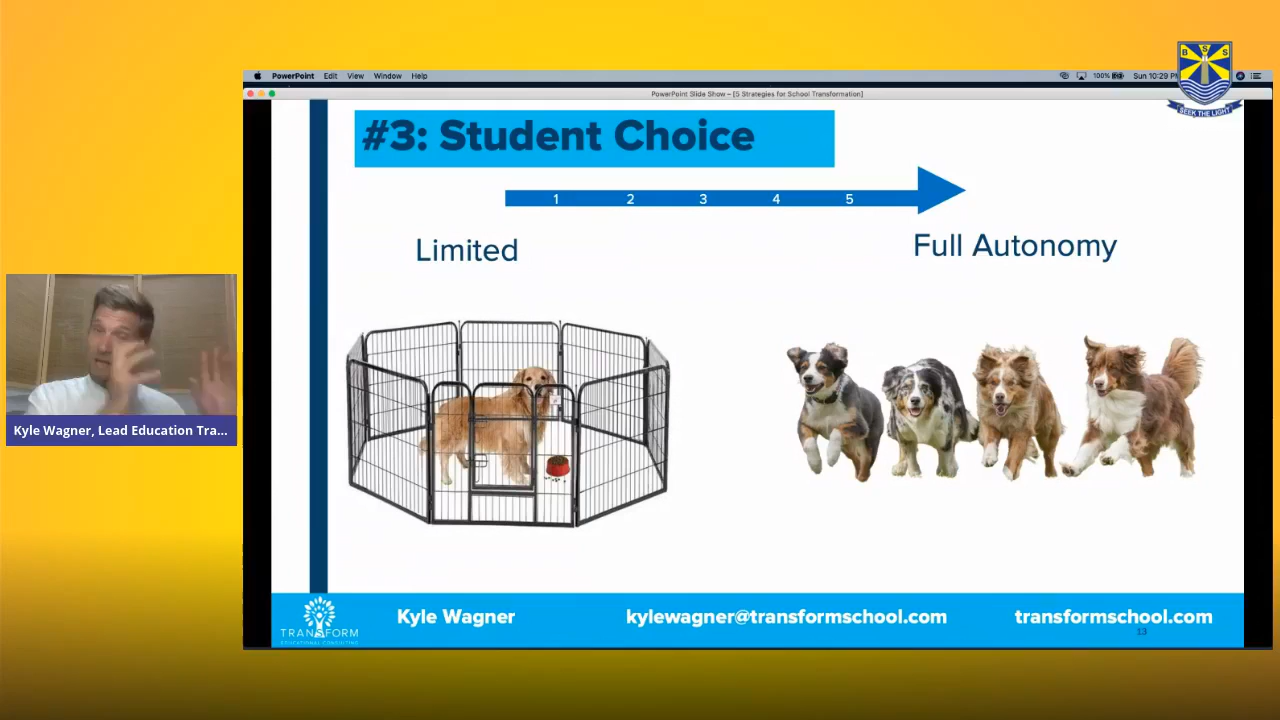 B S S
SEEK THE LIGHT
PowerPoint Edit View Window Help
100% Sun 10:29 P
PowerPoint Slide Show - [5 Strategies for School Transformation]
#3: Student Choice
1 2 3 4 5
Limited
Full Autonomy
Kyle Wagner, Lead Education Tra...
TRANSFORM
EDUCATIONAL CONSULTING
Kyle Wagner
kylewagner@transformschool.com
transformschool.com
13